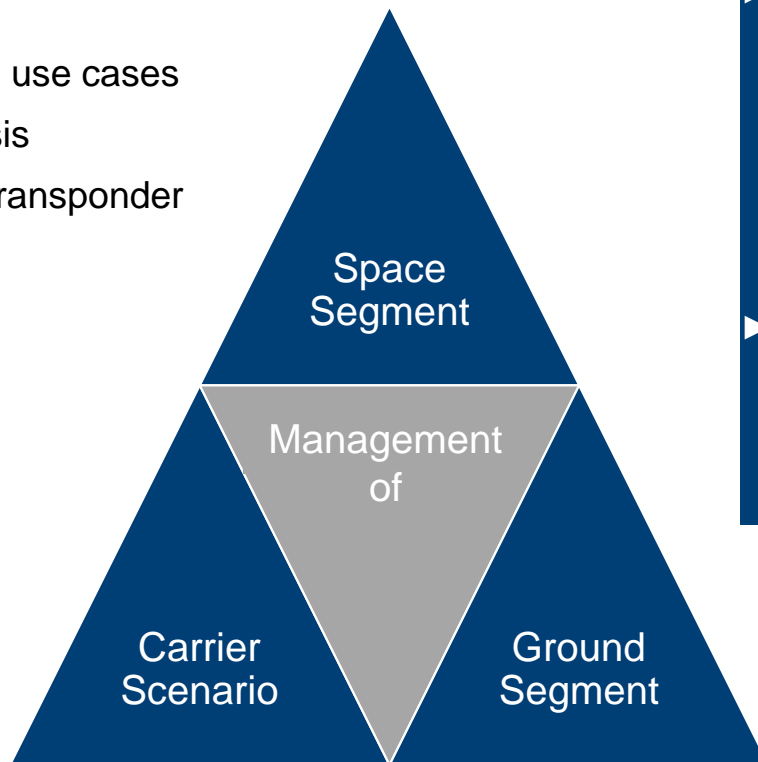 use cases
sis
ransponder
Space
Segment
Management
of
Carrier
Scenario
Ground
Segment